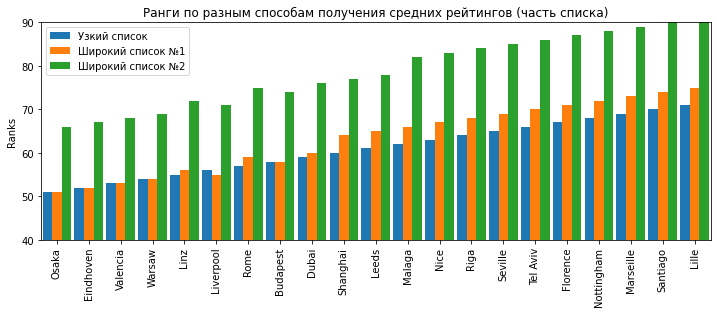 Ранги по разным способам получения средних рейтингов (часть списка)
Узкий список
Широкий список №1
Широкий список №2
Ranks
90
80
70
60
50
40
Osaka
Eindhoven
Valencia
Warsaw
Linz
Liverpool
Rome
Budapest
Dubai
Shanghai
Leeds
Malaga
Nice
Riga
Seville
Tel Aviv
Florence
Nottingham
Marseille
Santiago
Lille